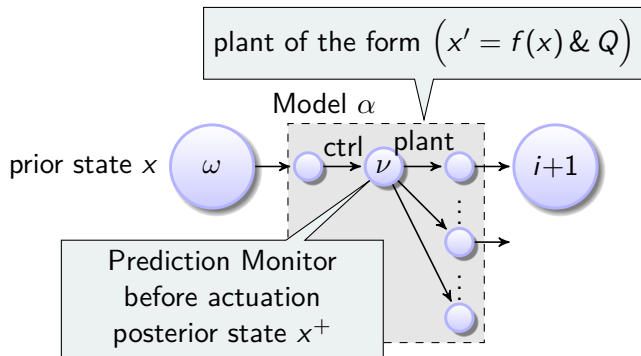 plant of the form (x′ = f(x) & Q)
Model α
ctrl
plant
prior state x
ω
ν
i+1
Prediction Monitor
before actuation
posterior state x⁺